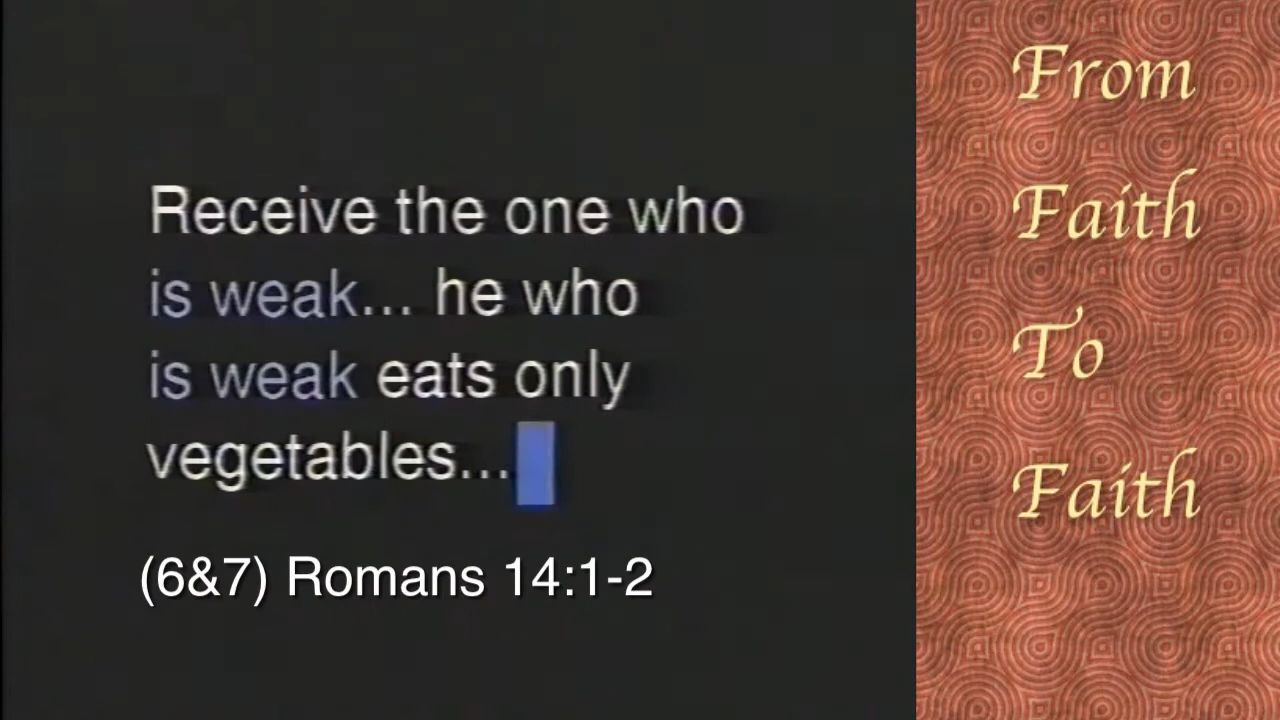 Receive the one who
is weak... he who
is weak eats only
vegetables...
(6&7) Romans 14:1-2
From
Faith
To
Faith